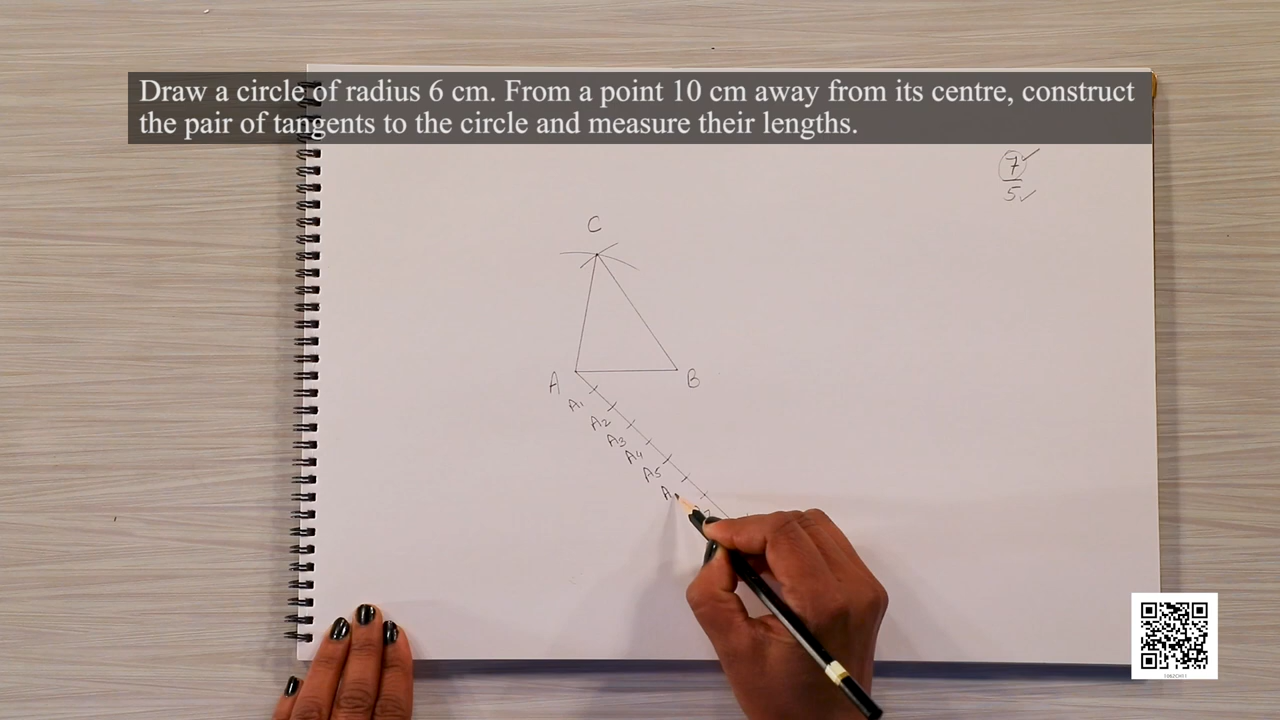 Draw a circle of radius 6 cm. From a point 10 cm away from its centre, construct
the pair of tangents to the circle and measure their lengths.
7
5
C
A
B
A1
A2
A3
A4
A5
A